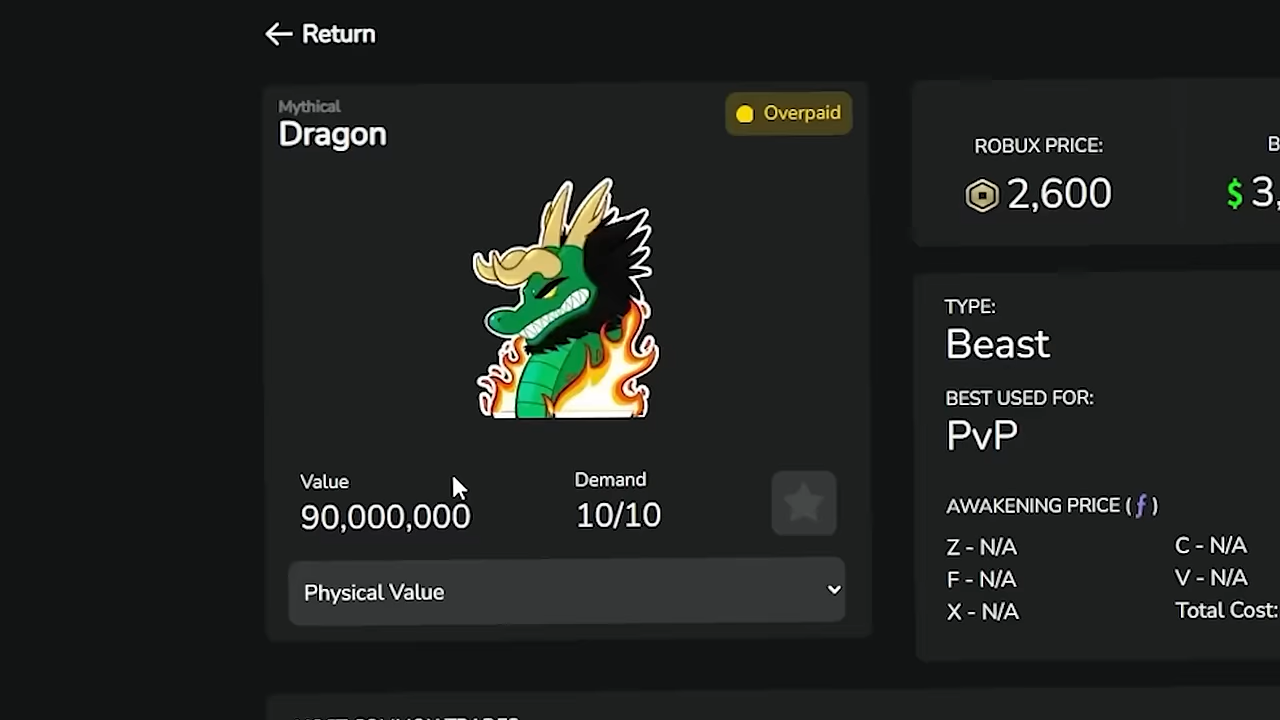 Return
Mythical
Dragon
Overpaid
Value
90,000,000
Demand
10/10
Physical Value
ROBUX PRICE:
2,600
$ 3,
TYPE:
Beast
BEST USED FOR:
PvP
AWAKENING PRICE ( ƒ )
Z - N/A
C - N/A
F - N/A
V - N/A
X - N/A
Total Cost: